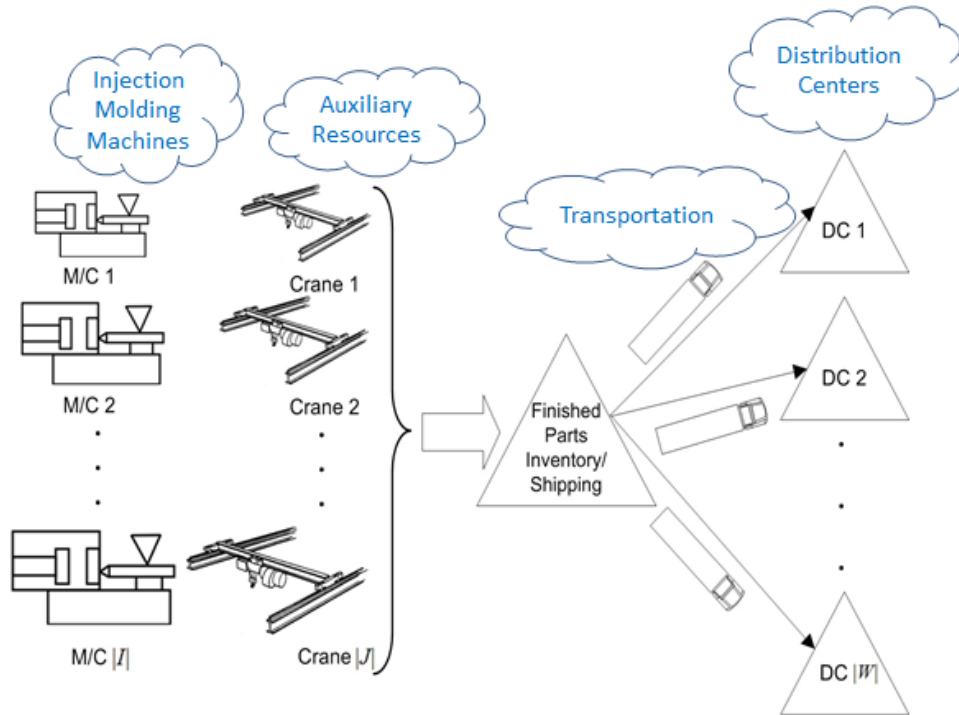 Injection
Molding
Machines
Auxiliary
Resources
Distribution
Centers
Transportation
M/C 1
Crane 1
DC 1
M/C 2
Crane 2
DC 2
Finished
Parts
Inventory/
Shipping
M/C |I|
Crane |J|
DC |W|